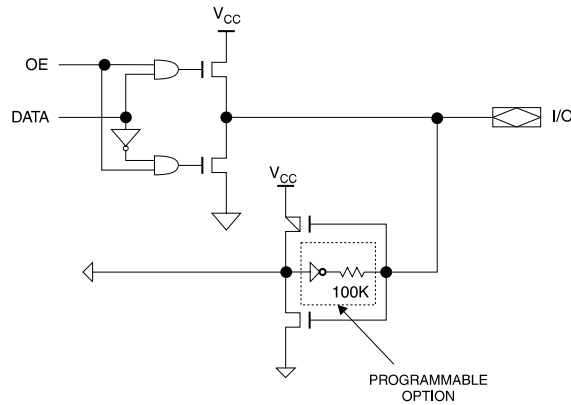 VCC
OE
DATA
I/O
VCC
100K
PROGRAMMABLE
OPTION